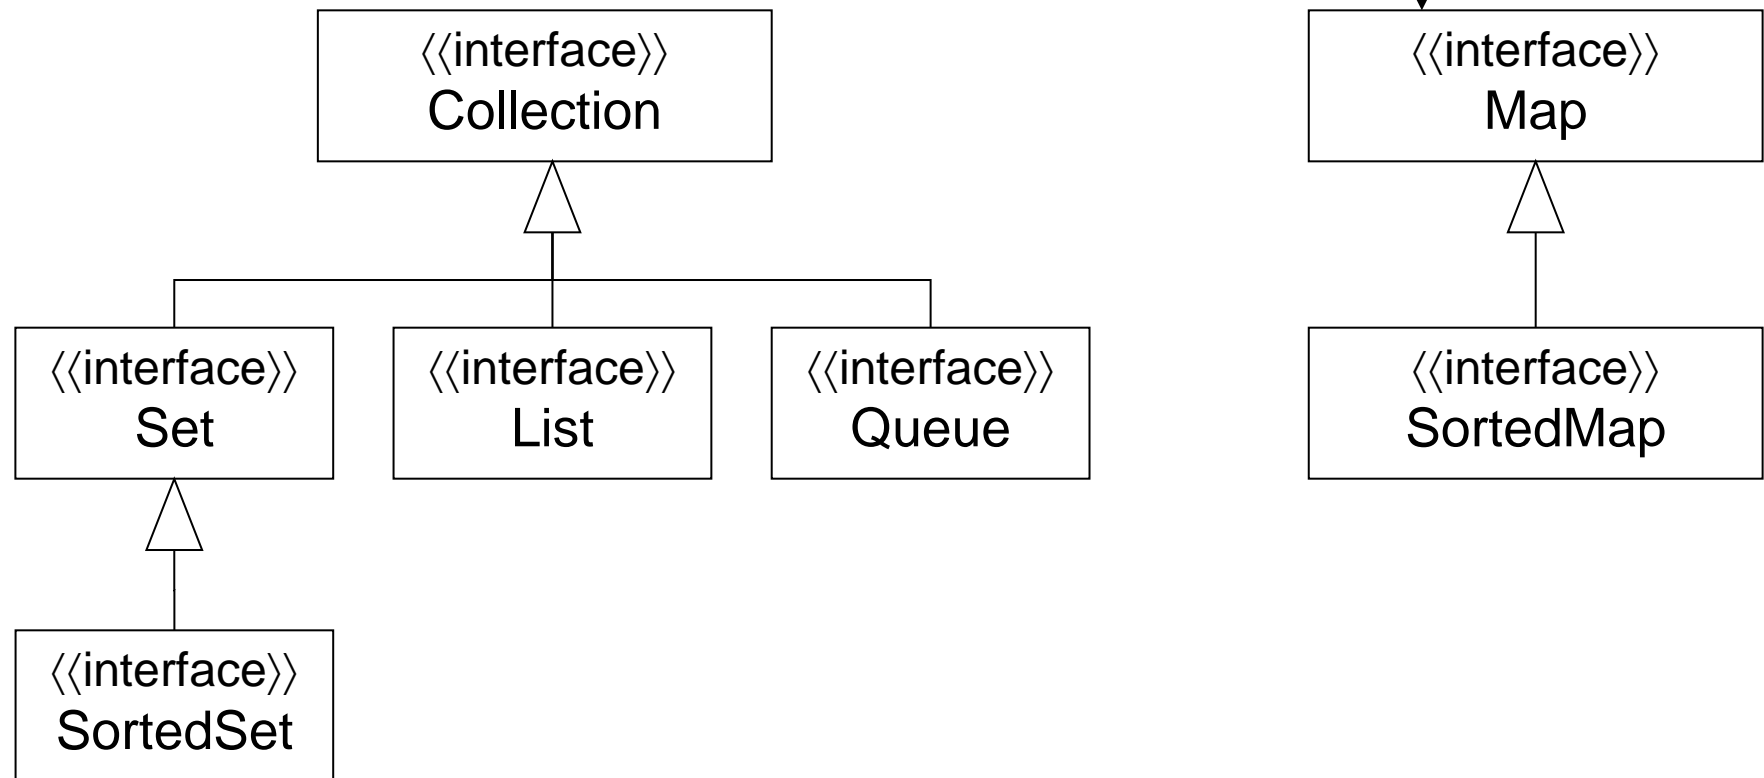 〈〈interface〉〉
Collection
〈〈interface〉〉
Map
〈〈interface〉〉
Set
〈〈interface〉〉
List
〈〈interface〉〉
Queue
〈〈interface〉〉
SortedMap
〈〈interface〉〉
SortedSet